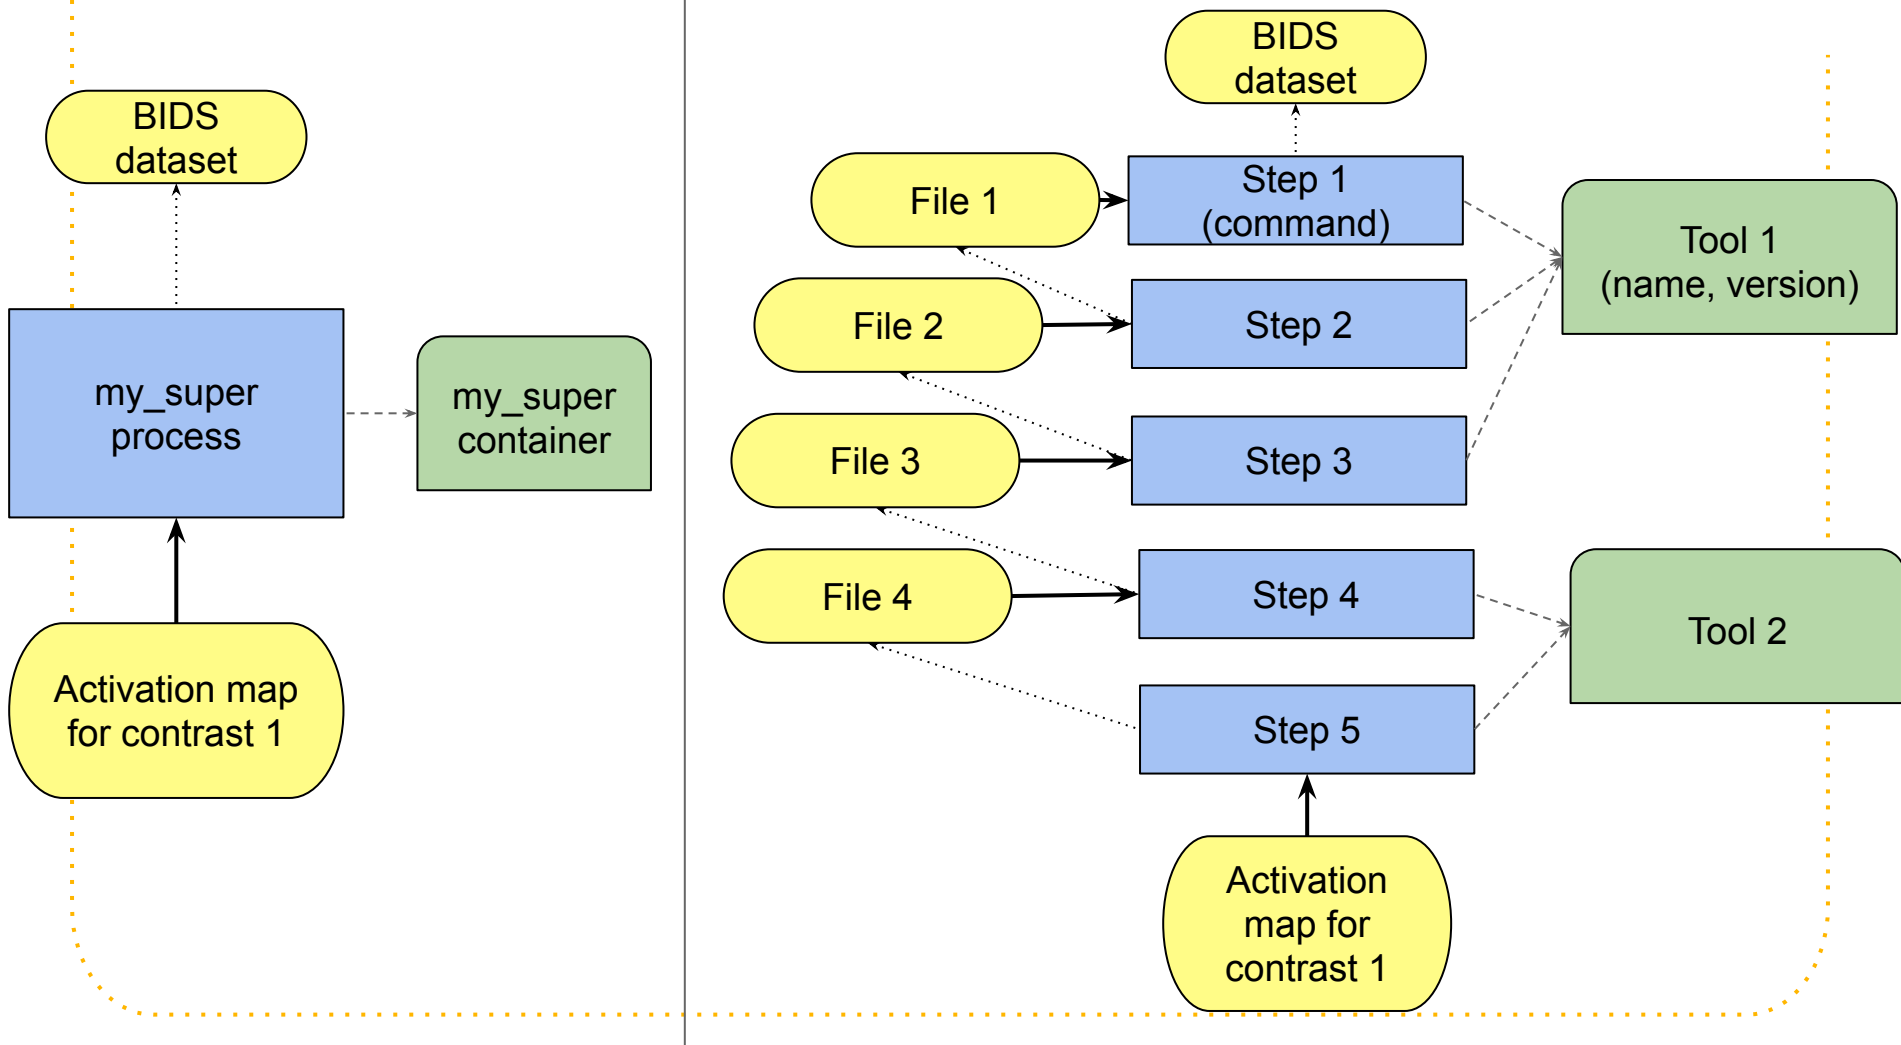 BIDS
dataset
my_super
process
my_super
container
Activation map
for contrast 1
BIDS
dataset
File 1
Step 1
(command)
Tool 1
(name, version)
File 2
Step 2
File 3
Step 3
File 4
Step 4
Tool 2
Step 5
Activation
map for
contrast 1